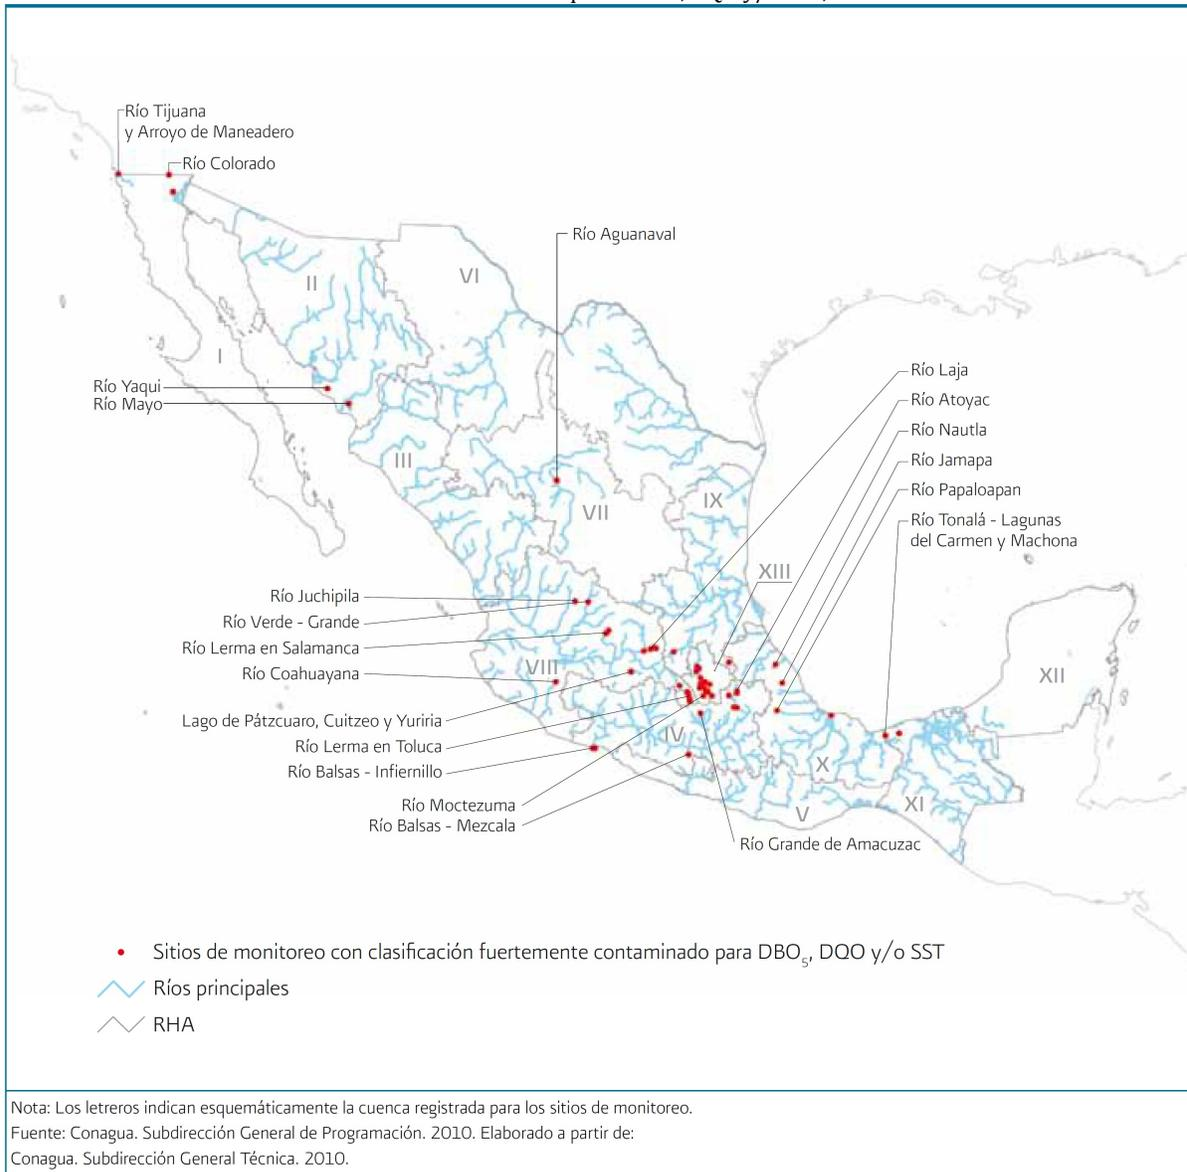 Río Tijuana
y Arroyo de Maneadero
Río Colorado
Río Aguanaval
II
VI
I
Río Yaqui
Río Mayo
III
VII
IX
Río Laja
Río Atoyac
Río Nautla
Río Jamapa
Río Papaloapan
Río Tonalá - Lagunas
del Carmen y Machona
XIII
Río Juchipila
Río Verde - Grande
Río Lerma en Salamanca
Río Coahuayana
VIII
XII
Lago de Pátzcuaro, Cuitzeo y Yuriria
Río Lerma en Toluca
Río Balsas - Infiernillo
IV
X
XI
V
Río Moctezuma
Río Balsas - Mezcala
Río Grande de Amacuzac
Sitios de monitoreo con clasificación fuertemente contaminado para DBO5, DQO y/o SST
Ríos principales
RHA
Nota: Los letreros indican esquemáticamente la cuenca registrada para los sitios de monitoreo.
Fuente: Conagua. Subdirección General de Programación. 2010. Elaborado a partir de:
Conagua. Subdirección General Técnica. 2010.